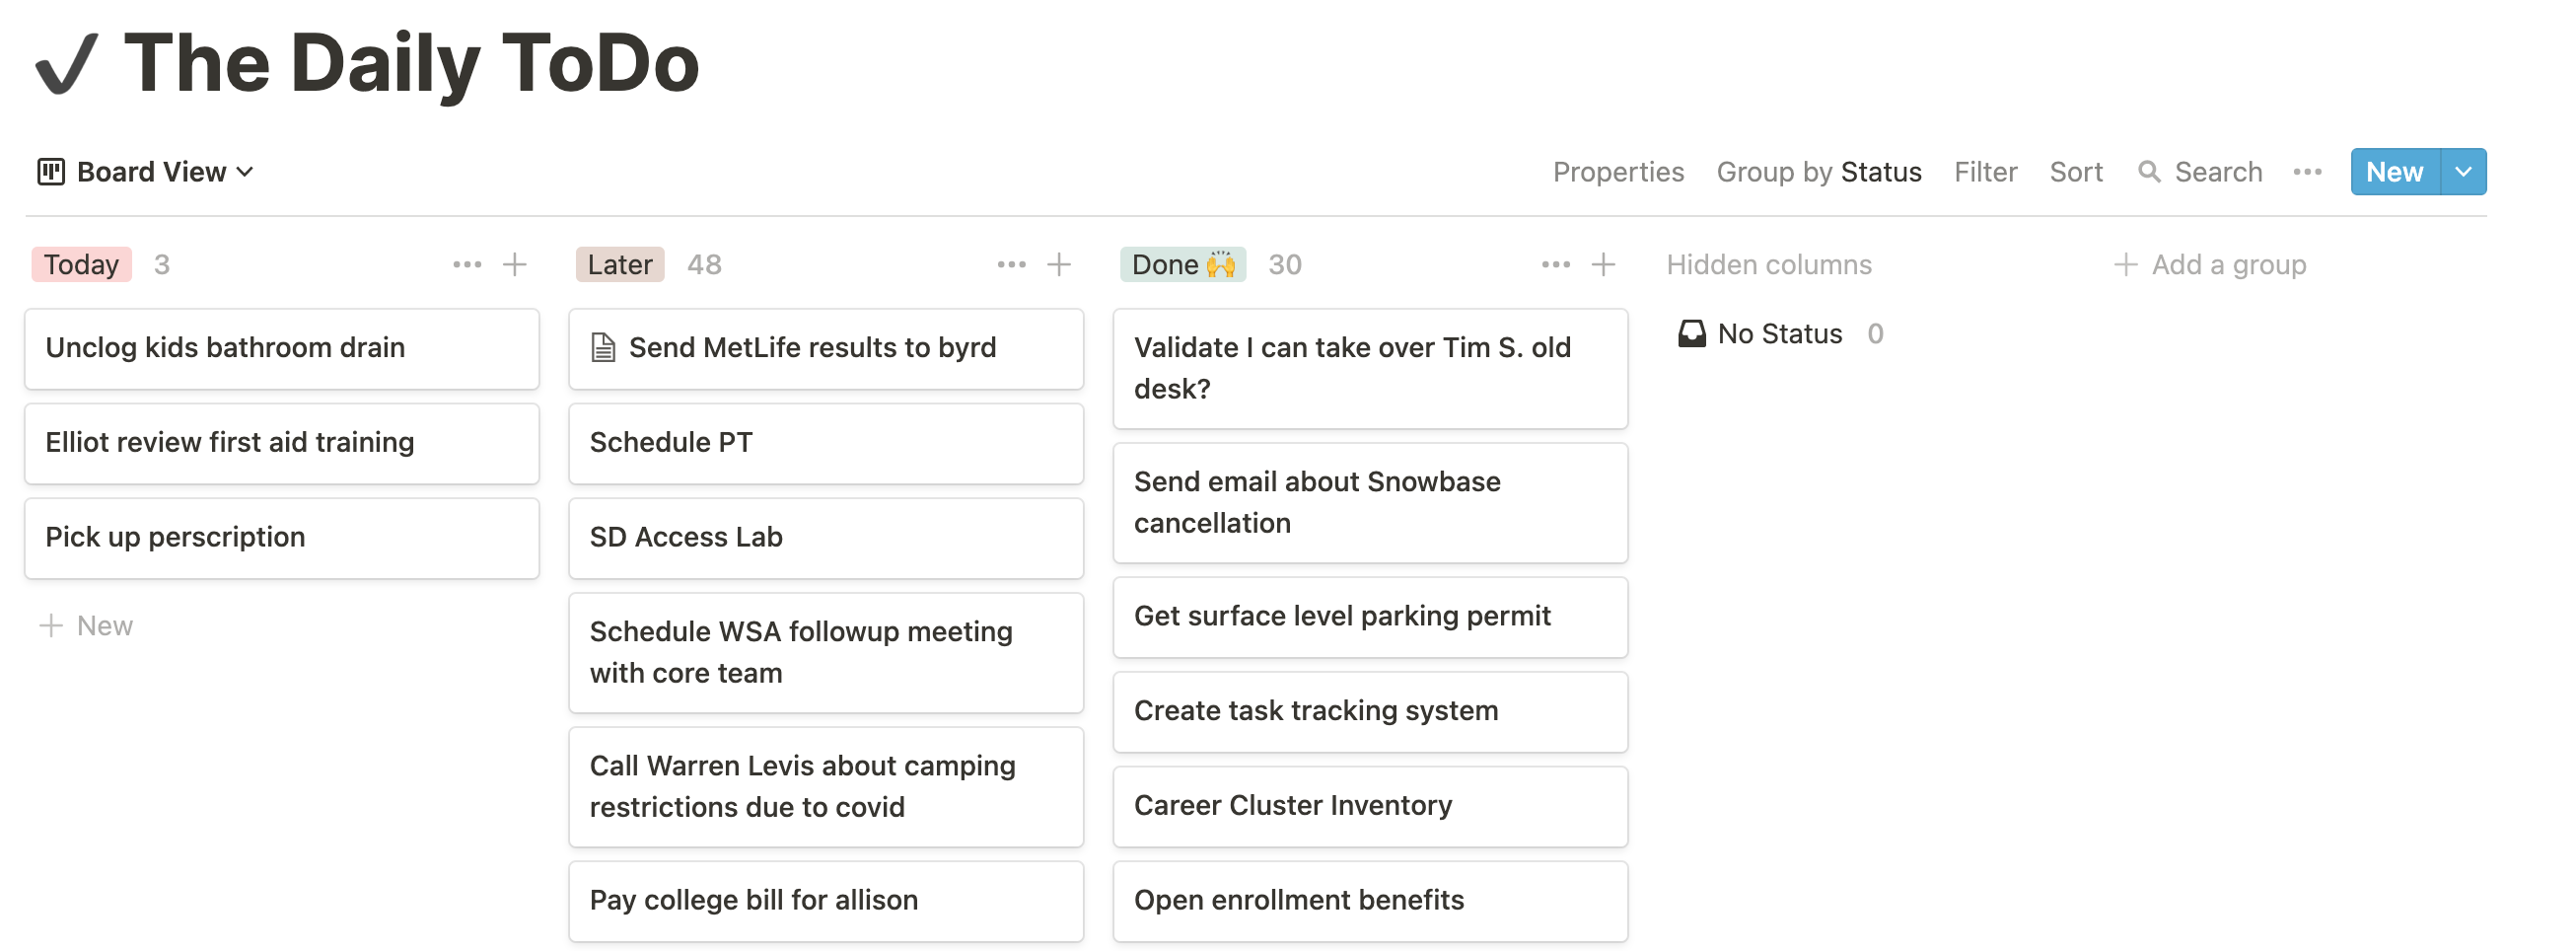 ✔ The Daily ToDo
Board View
Properties Group by Status Filter Sort Search ... New
Today 3
Unclog kids bathroom drain
Elliot review first aid training
Pick up perscription
+ New
Later 48
Send MetLife results to byrd
Schedule PT
SD Access Lab
Schedule WSA followup meeting
with core team
Call Warren Levis about camping
restrictions due to covid
Pay college bill for allison
Done 🙌 30
Validate I can take over Tim S. old
desk?
Send email about Snowbase
cancellation
Get surface level parking permit
Create task tracking system
Career Cluster Inventory
Open enrollment benefits
Hidden columns
No Status 0
+ Add a group